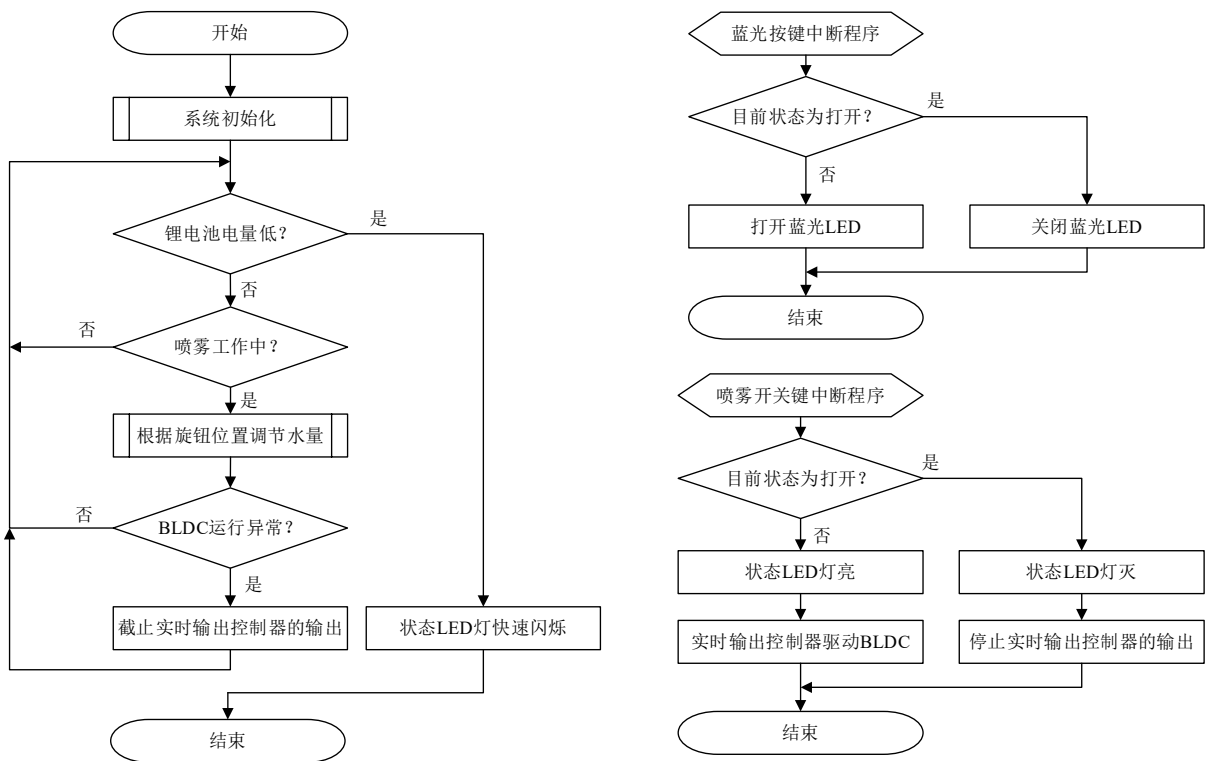 开始
系统初始化
锂电池电量低？
是
否
喷雾工作中？
否
是
根据旋钮位置调节水量
BLDC运行异常？
否
是
截止实时输出控制器的输出
状态LED灯快速闪烁
结束
蓝光按键中断程序
目前状态为打开？
是
否
打开蓝光LED
关闭蓝光LED
结束
喷雾开关键中断程序
目前状态为打开？
是
否
状态LED灯亮
状态LED灯灭
实时输出控制器驱动BLDC
停止实时输出控制器的输出
结束